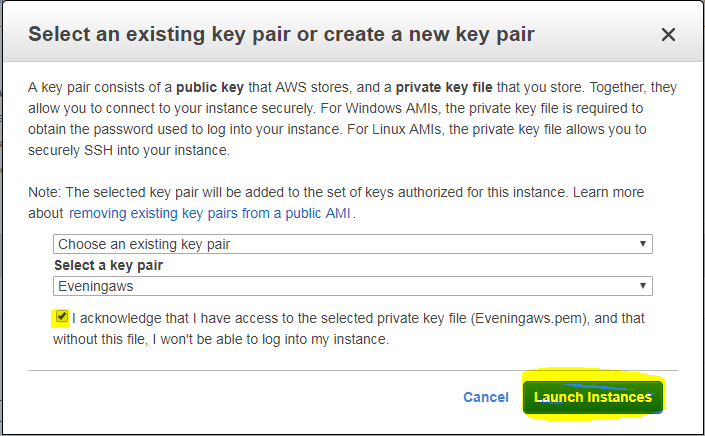 Select an existing key pair or create a new key pair
A key pair consists of a public key that AWS stores, and a private key file that you store. Together, they
allow you to connect to your instance securely. For Windows AMIs, the private key file is required to
obtain the password used to log into your instance. For Linux AMIs, the private key file allows you to
securely SSH into your instance.
Note: The selected key pair will be added to the set of keys authorized for this instance. Learn more
about removing existing key pairs from a public AMI.
Choose an existing key pair
Select a key pair
Eveningaws
I acknowledge that I have access to the selected private key file (Eveningaws.pem), and that
without this file, I won't be able to log into my instance.
Cancel Launch Instances